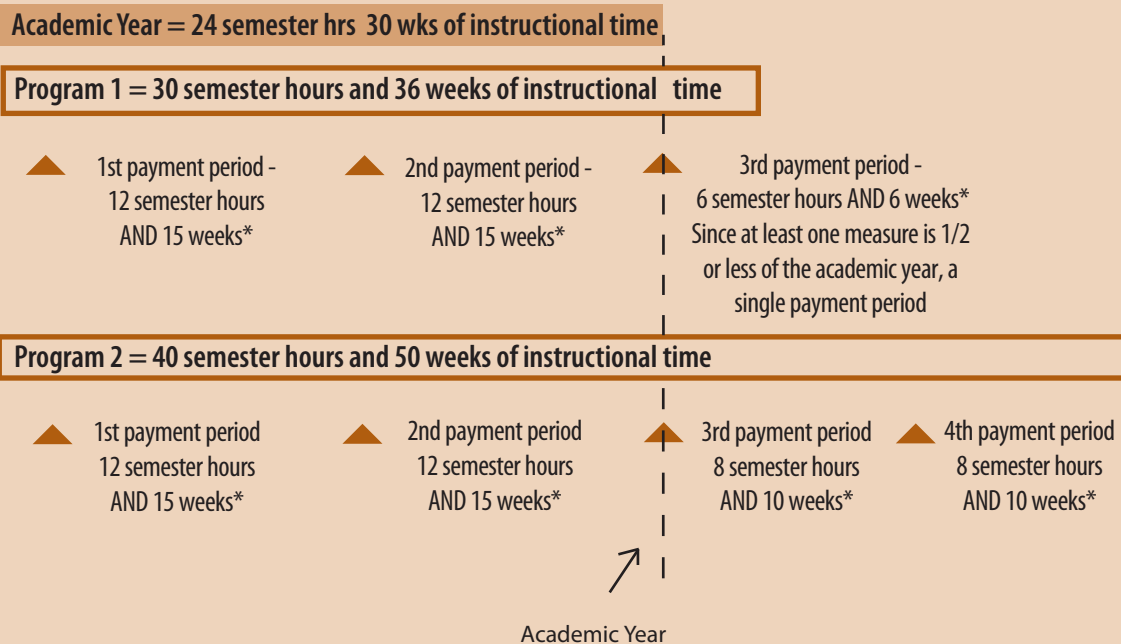 Academic Year = 24 semester hrs 30 wks of instructional time
Program 1 = 30 semester hours and 36 weeks of instructional time
1st payment period -
12 semester hours
AND 15 weeks*
2nd payment period -
12 semester hours
AND 15 weeks*
3rd payment period -
6 semester hours AND 6 weeks*
Since at least one measure is 1/2
or less of the academic year, a
single payment period
Program 2 = 40 semester hours and 50 weeks of instructional time
1st payment period
12 semester hours
AND 15 weeks*
2nd payment period
12 semester hours
AND 15 weeks*
3rd payment period
8 semester hours
AND 10 weeks*
4th payment period
8 semester hours
AND 10 weeks*
Academic Year